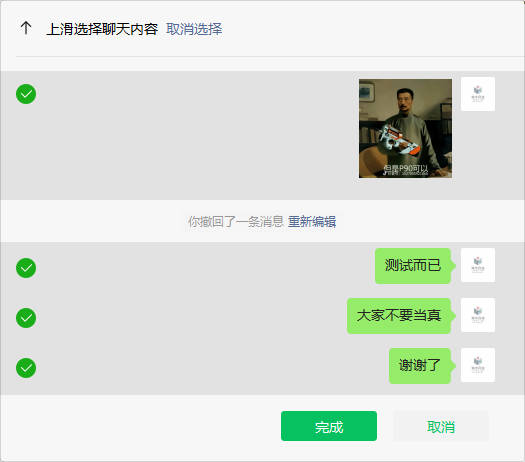 上滑选择聊天内容 取消选择
但是P90可以
你撤回了一条消息 重新编辑
测试而已
大家不要当真
谢谢了
完成 取消